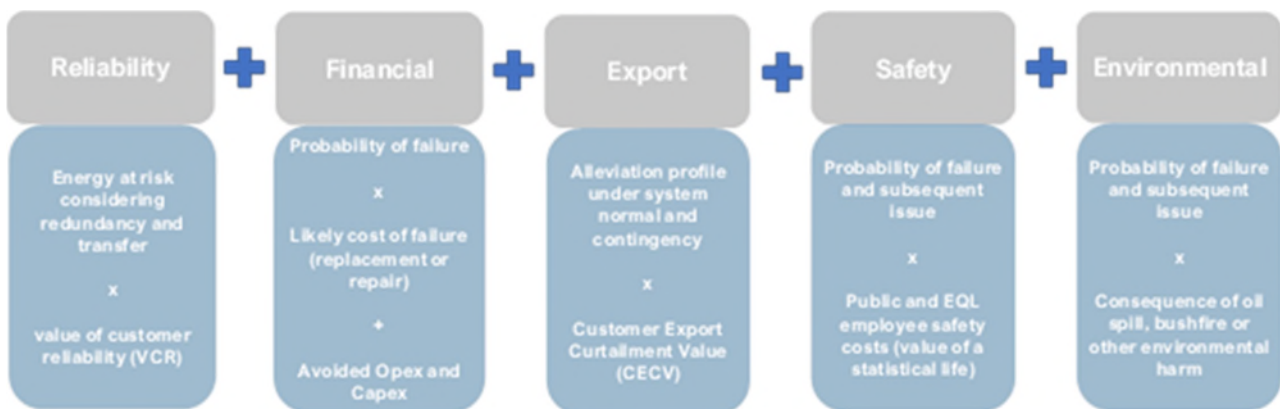 Reliability
Energy at risk
considering
redundancy and
transfer
x
value of customer
reliability (VCR)
Financial
Probability of failure
x
Likely cost of failure
(replacement or
repair)
+
Avoided Opex and
Capex
Export
Alleviation profile
under system
normal and
contingency
x
Customer Export
Curtailment Value
(CECV)
Safety
Probability of failure
and subsequent
issue
x
Public and EQL
employee safety
costs (value of a
statistical life)
Environmental
Probability of failure
and subsequent
issue
x
Consequence of oil
spill, bushfire or
other environmental
harm